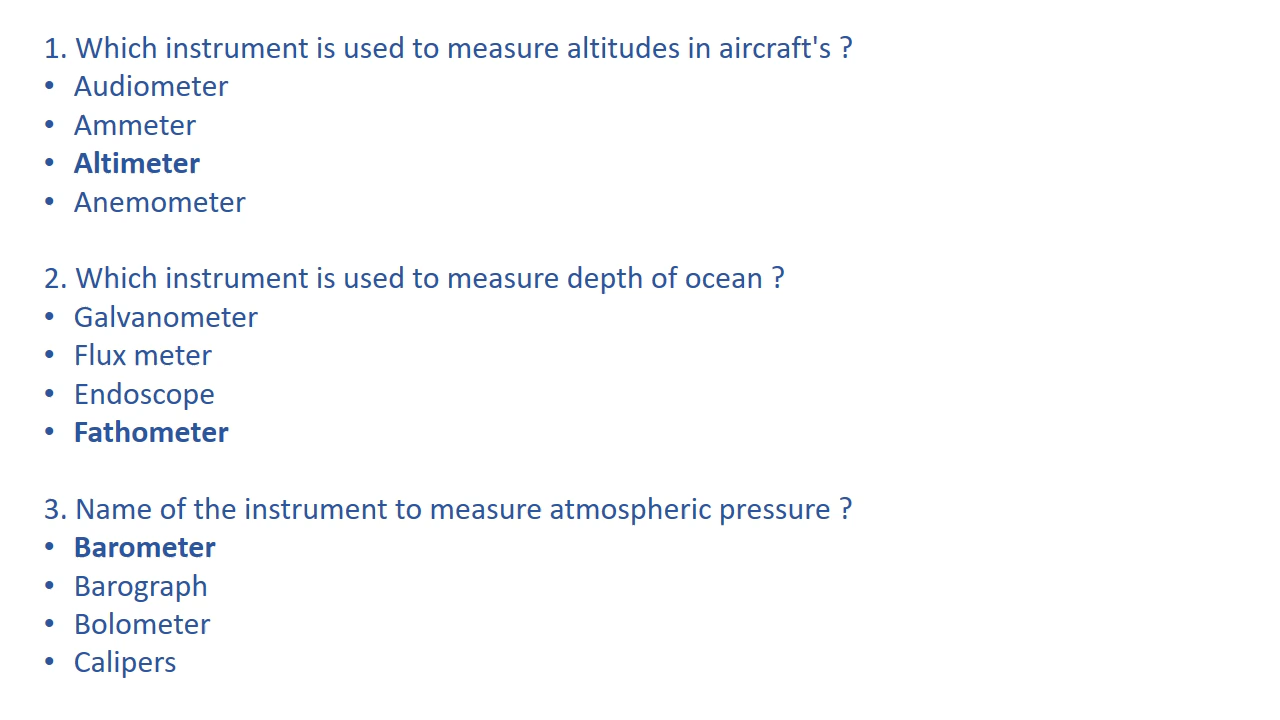 1. Which instrument is used to measure altitudes in aircraft's ?
• Audiometer
• Ammeter
• Altimeter
• Anemometer
2. Which instrument is used to measure depth of ocean ?
• Galvanometer
• Flux meter
• Endoscope
• Fathometer
3. Name of the instrument to measure atmospheric pressure ?
• Barometer
• Barograph
• Bolometer
• Calipers